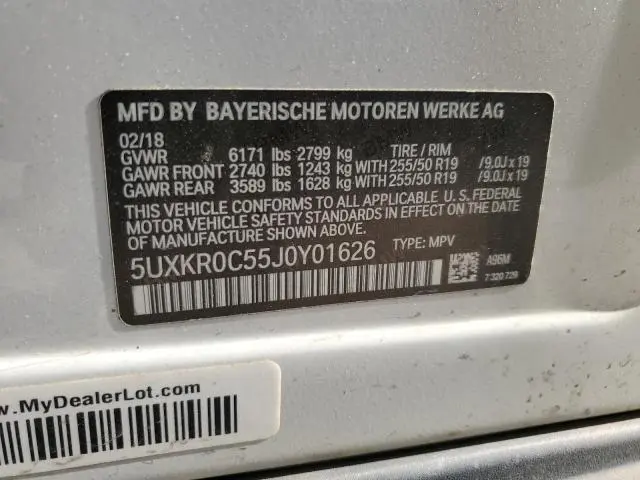 MFD BY BAYERISCHE MOTOREN WERKE AG
02/18
GVWR 6171 lbs 2799 kg TIRE / RIM
GAWR FRONT 2740 lbs 1243 kg WITH 255/50 R19 /9.0J x 19
GAWR REAR 3589 lbs 1628 kg WITH 255/50 R19 /9.0J x 19
THIS VEHICLE CONFORMS TO ALL APPLICABLE U.S. FEDERAL
MOTOR VEHICLE SAFETY STANDARDS IN EFFECT ON THE DATE
OF MANUFACTURE SHOWN ABOVE.
5UXKR0C55J0Y01626 TYPE: MPV
A96M
7 320 729
www.MyDealerLot.com